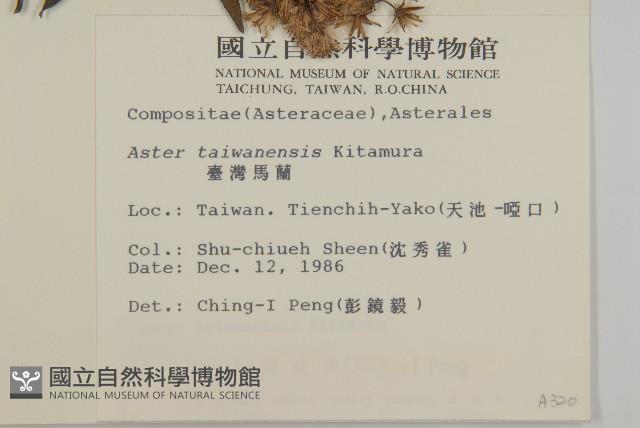 國立自然科學博物館
NATIONAL MUSEUM OF NATURAL SCIENCE
TAICHUNG, TAIWAN, R.O.CHINA
Compositae(Asteraceae),Asterales
Aster taiwanensis Kitamura
臺灣馬蘭
Loc.: Taiwan. Tienchih-Yako(天池-啞口)
Col.: Shu-chiueh Sheen(沈秀雀)
Date: Dec. 12, 1986
Det.: Ching-I Peng(彭鏡毅)
國立自然科學博物館
NATIONAL MUSEUM OF NATURAL SCIENCE
A320